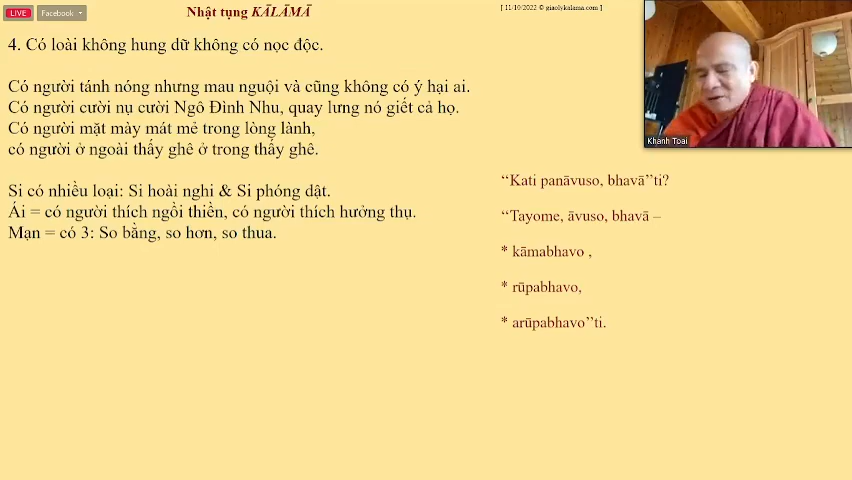 LIVE Facebook
Nhật tụng KĀLĀMĀ
[ 11/10/2022 © giaolykalama.com ]
4. Có loài không hung dữ không có nọc độc.
Có người tánh nóng nhưng mau nguội và cũng không có ý hại ai.
Có người cười nụ cười Ngô Đình Nhu, quay lưng nó giết cả họ.
Có người mặt mày mát mẻ trong lòng lành,
có người ở ngoài thấy ghê ở trong thấy ghê.
Si có nhiều loại: Si hoài nghi & Si phóng dật.
Ái = có người thích ngồi thiền, có người thích hưởng thụ.
Mạn = có 3: So bằng, so hơn, so thua.
Khanh Toai
“Kati panāvuso, bhavā”ti?
“Tayome, āvuso, bhavā –
* kāmabhavo ,
* rūpabhavo,
* arūpabhavo”ti.